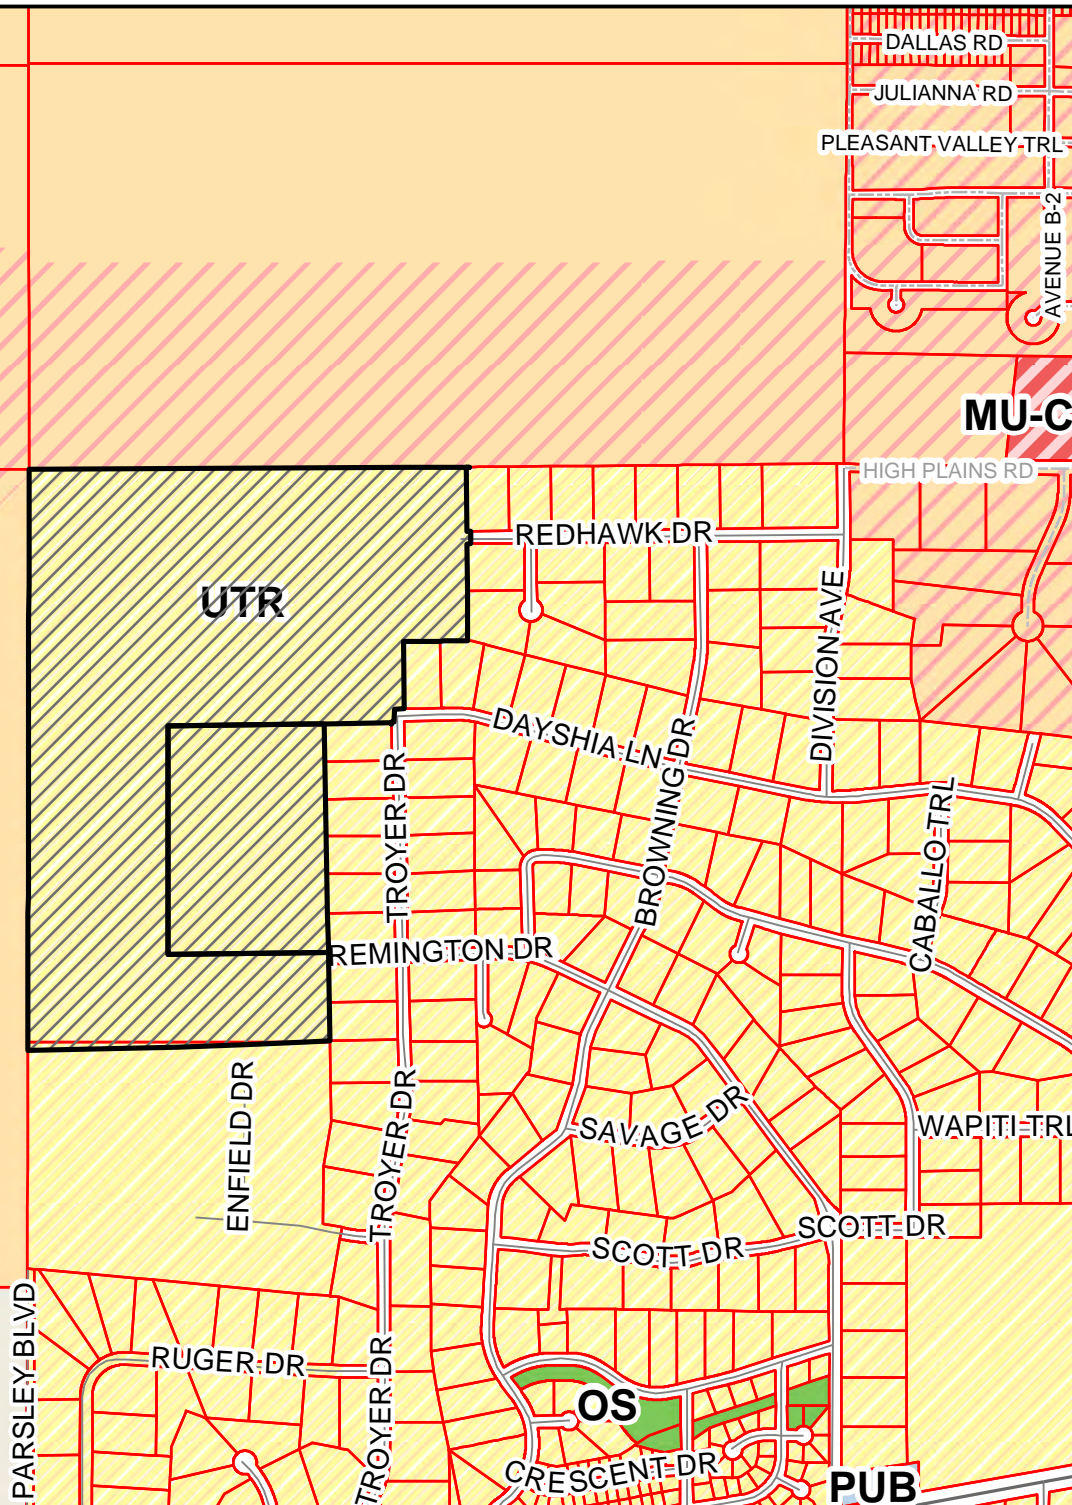 DALLAS RD
JULIANNA RD
PLEASANT VALLEY TRL
AVENUE B-2
MU-C
HIGH PLAINS RD
REDHAWK DR
UTR
DIVISION AVE
DAYSHIA LN
BROWNING DR
TROYER DR
CABALLO TRL
REMINGTON DR
ENFIELD DR
TROYER DR
SAVAGE DR
WAPITI TRL
SCOTT DR
SCOTT DR
PARSLEY BLVD
RUGER DR
TROYER DR
OS
CRESCENT DR
PUB